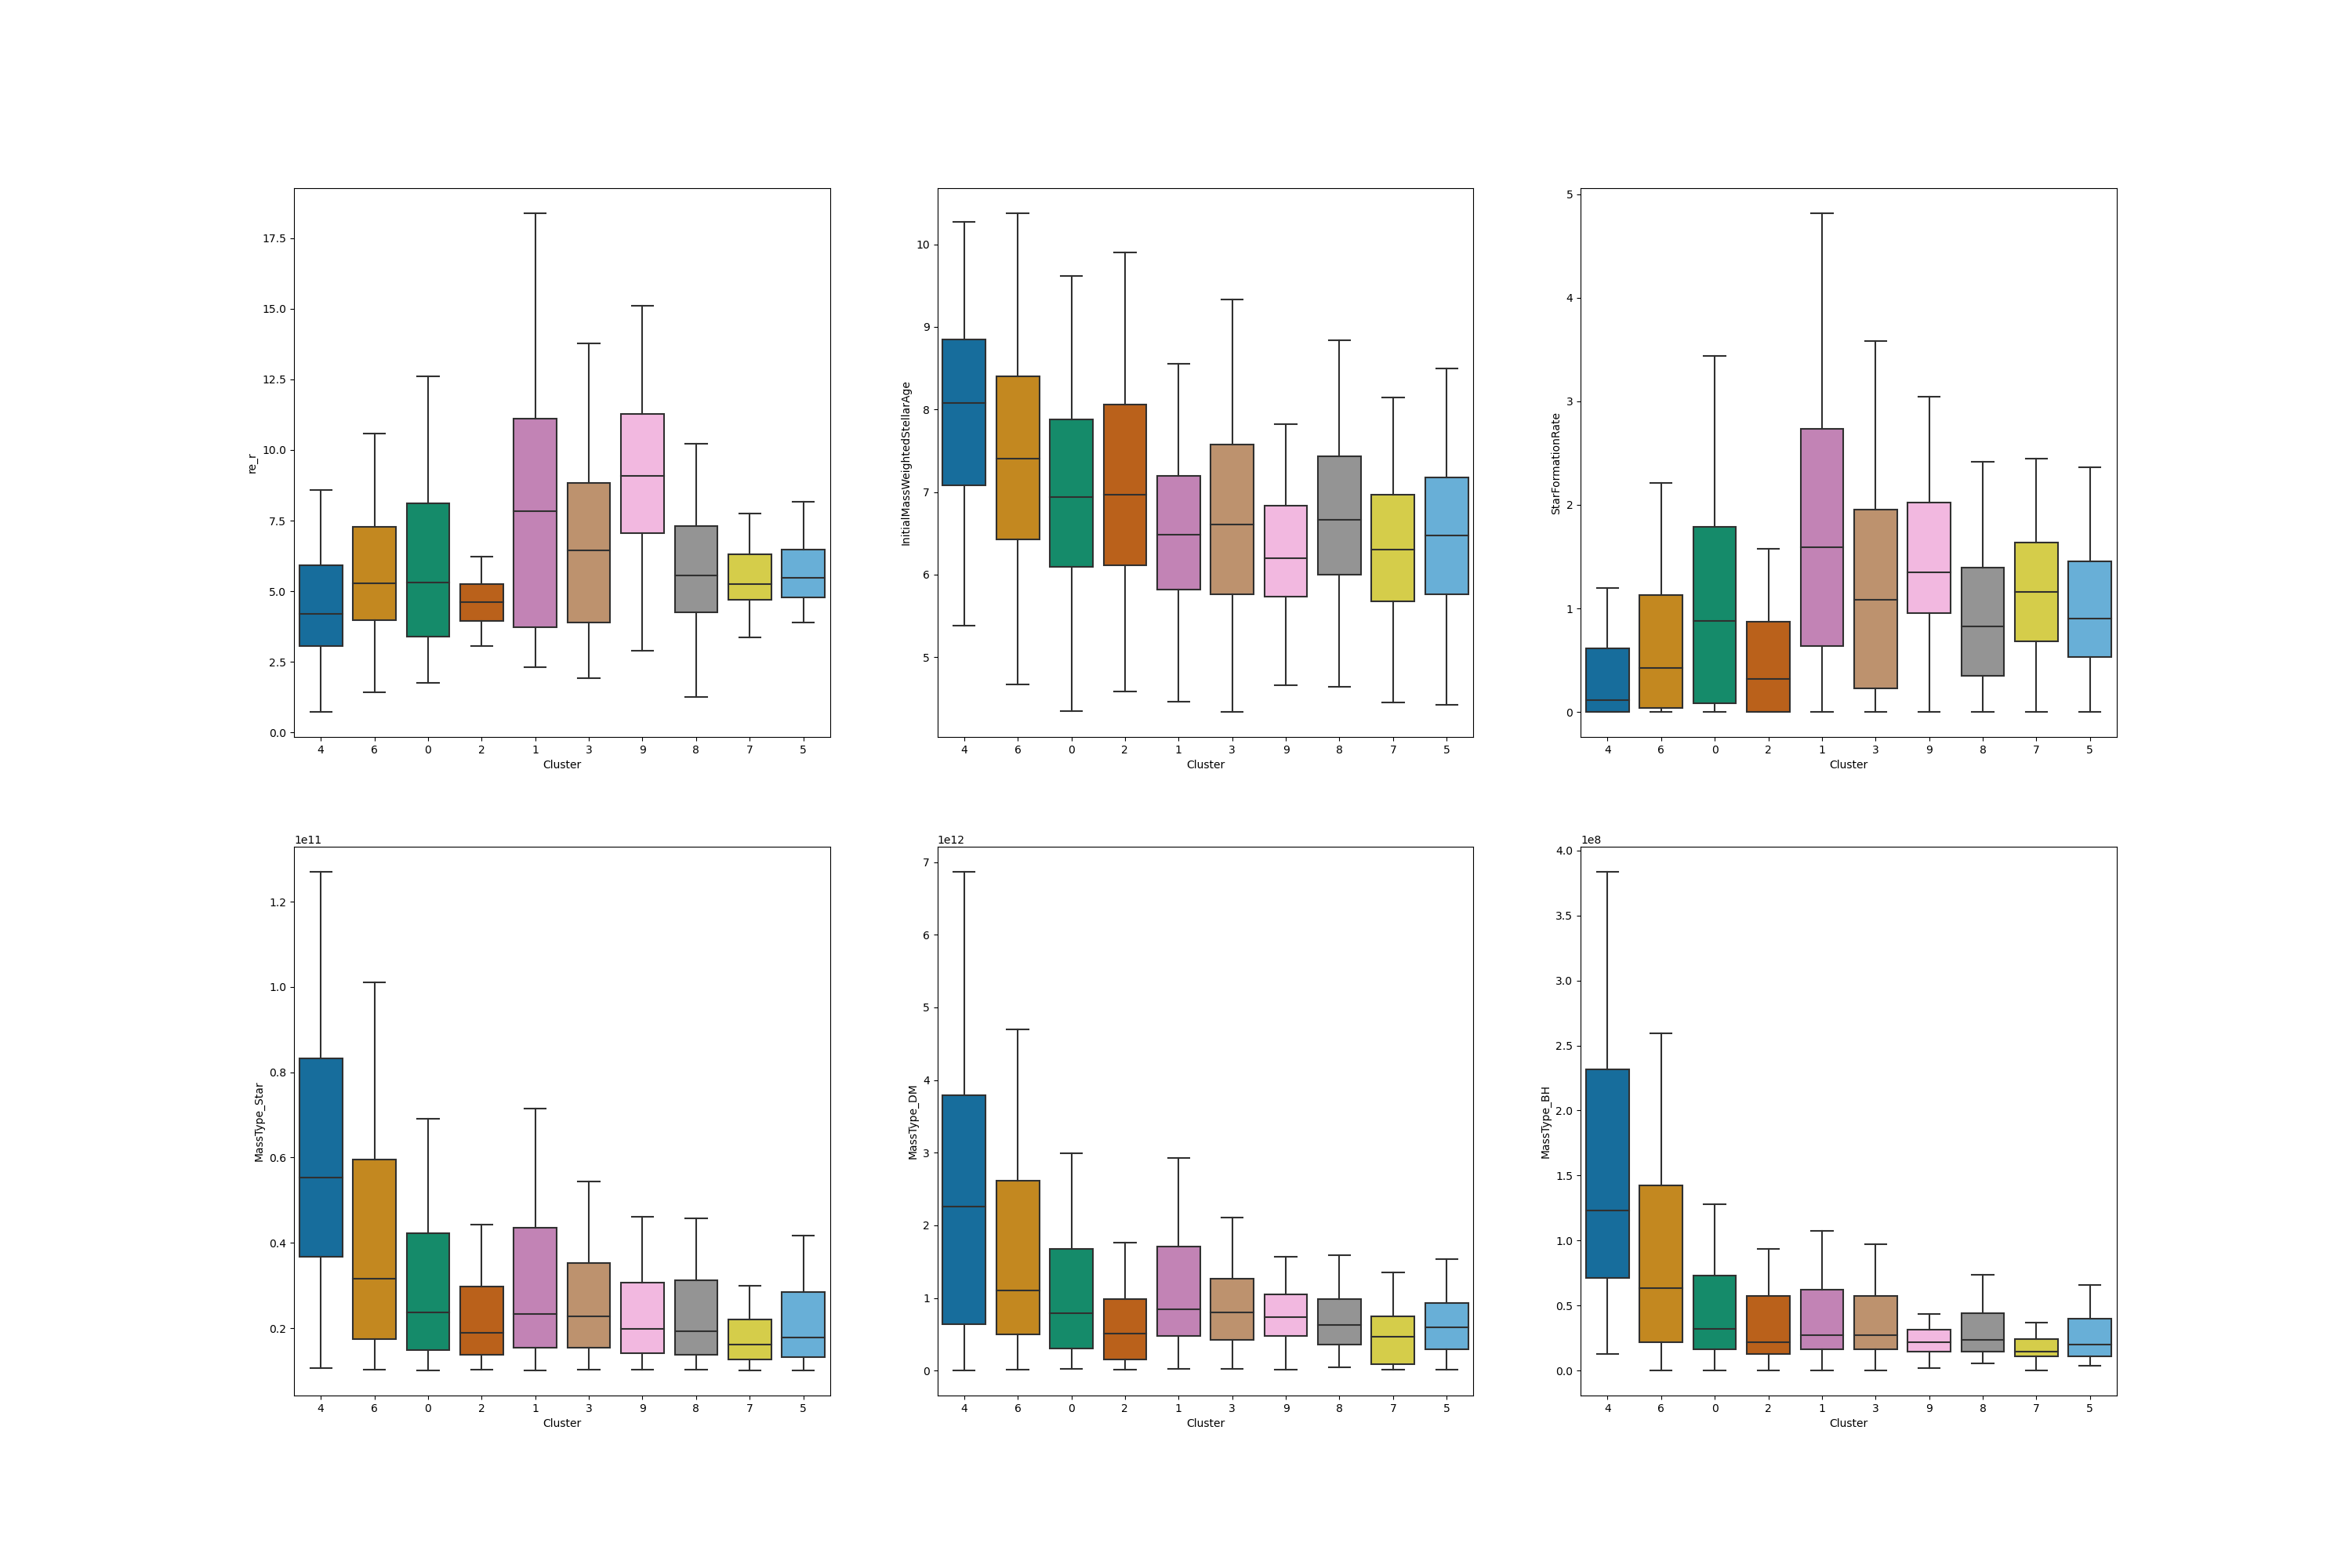 re_r
17.5
15.0
12.5
10.0
7.5
5.0
2.5
0.0
4 6 0 2 1 3 9 8 7 5
Cluster
InitialMassWeightedStellarAge
10
9
8
7
6
5
4 6 0 2 1 3 9 8 7 5
Cluster
StarFormationRate
5
4
3
2
1
0
4 6 0 2 1 3 9 8 7 5
Cluster
1e11
MassType_Star
1.2
1.0
0.8
0.6
0.4
0.2
4 6 0 2 1 3 9 8 7 5
Cluster
1e12
MassType_DM
7
6
5
4
3
2
1
0
4 6 0 2 1 3 9 8 7 5
Cluster
1e8
MassType_BH
4.0
3.5
3.0
2.5
2.0
1.5
1.0
0.5
0.0
4 6 0 2 1 3 9 8 7 5
Cluster